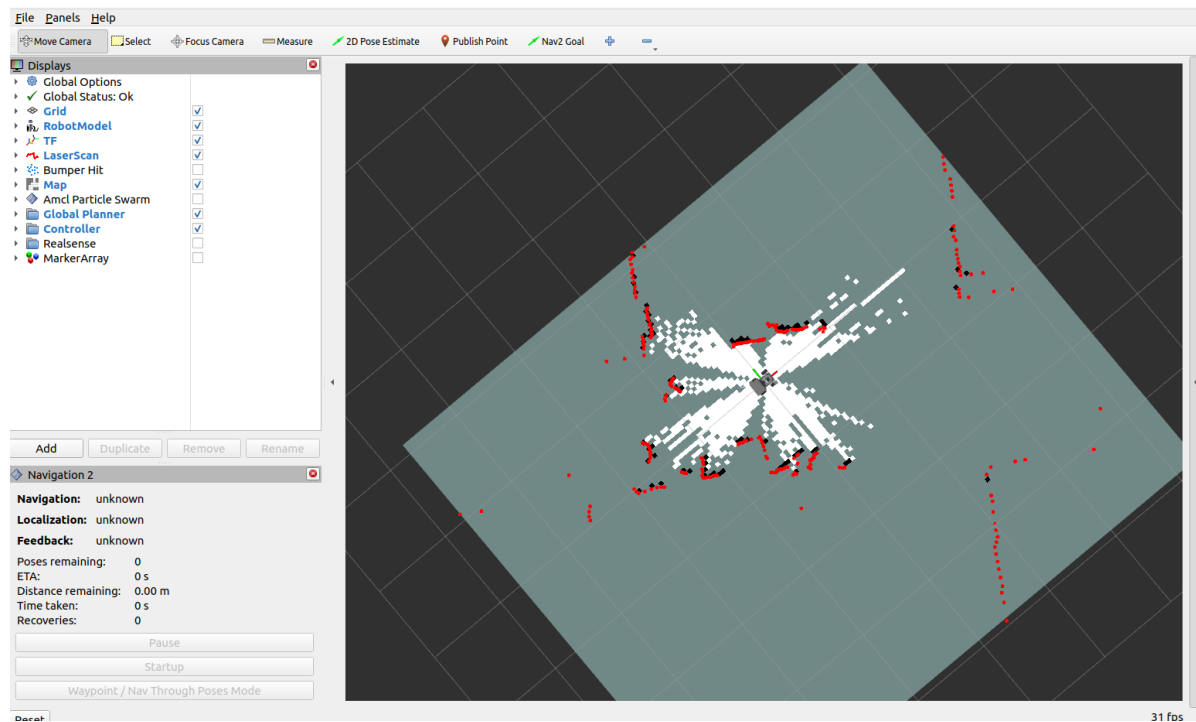 File Panels Help
Move Camera Select Focus Camera Measure 2D Pose Estimate Publish Point Nav2 Goal
Displays
Global Options
Global Status: Ok
Grid
RobotModel
TF
LaserScan
Bumper Hit
Map
Amcl Particle Swarm
Global Planner
Controller
Realsense
MarkerArray
Add Duplicate Remove Rename
Navigation 2
Navigation: unknown
Localization: unknown
Feedback: unknown
Poses remaining: 0
ETA: 0 s
Distance remaining: 0.00 m
Time taken: 0 s
Recoveries: 0
Pause
Startup
Waypoint / Nav Through Poses Mode
Reset
31 fps